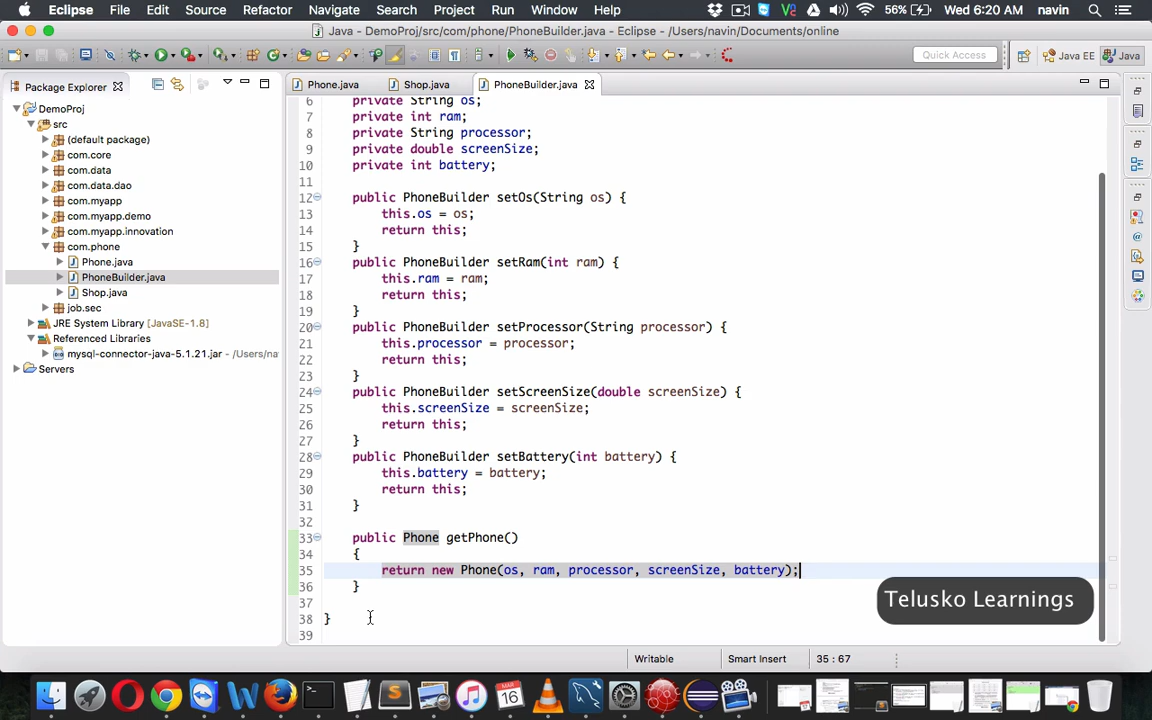 Eclipse File Edit Source Refactor Navigate Search Project Run Window Help 56% Wed 6:20 AM navin
Java - DemoProj/src/com/phone/PhoneBuilder.java - Eclipse - /Users/navin/Documents/online
Quick Access Java EE Java
Package Explorer Phone.java Shop.java PhoneBuilder.java
DemoProj
src
(default package)
com.core
com.data
com.data.dao
com.myapp
com.myapp.demo
com.myapp.innovation
com.phone
Phone.java
PhoneBuilder.java
Shop.java
job.sec
JRE System Library [JavaSE-1.8]
Referenced Libraries
mysql-connector-java-5.1.21.jar - /Users/na
Servers
6 private String os;
7 private int ram;
8 private String processor;
9 private double screenSize;
10 private int battery;
11
12 public PhoneBuilder setOs(String os) {
13 this.os = os;
14 return this;
15 }
16 public PhoneBuilder setRam(int ram) {
17 this.ram = ram;
18 return this;
19 }
20 public PhoneBuilder setProcessor(String processor) {
21 this.processor = processor;
22 return this;
23 }
24 public PhoneBuilder setScreenSize(double screenSize) {
25 this.screenSize = screenSize;
26 return this;
27 }
28 public PhoneBuilder setBattery(int battery) {
29 this.battery = battery;
30 return this;
31 }
32
33 public Phone getPhone()
34 {
35 return new Phone(os, ram, processor, screenSize, battery);
36 }
37
38 }
39
Telusko Learnings
Writable Smart Insert 35 : 67
MAR
16